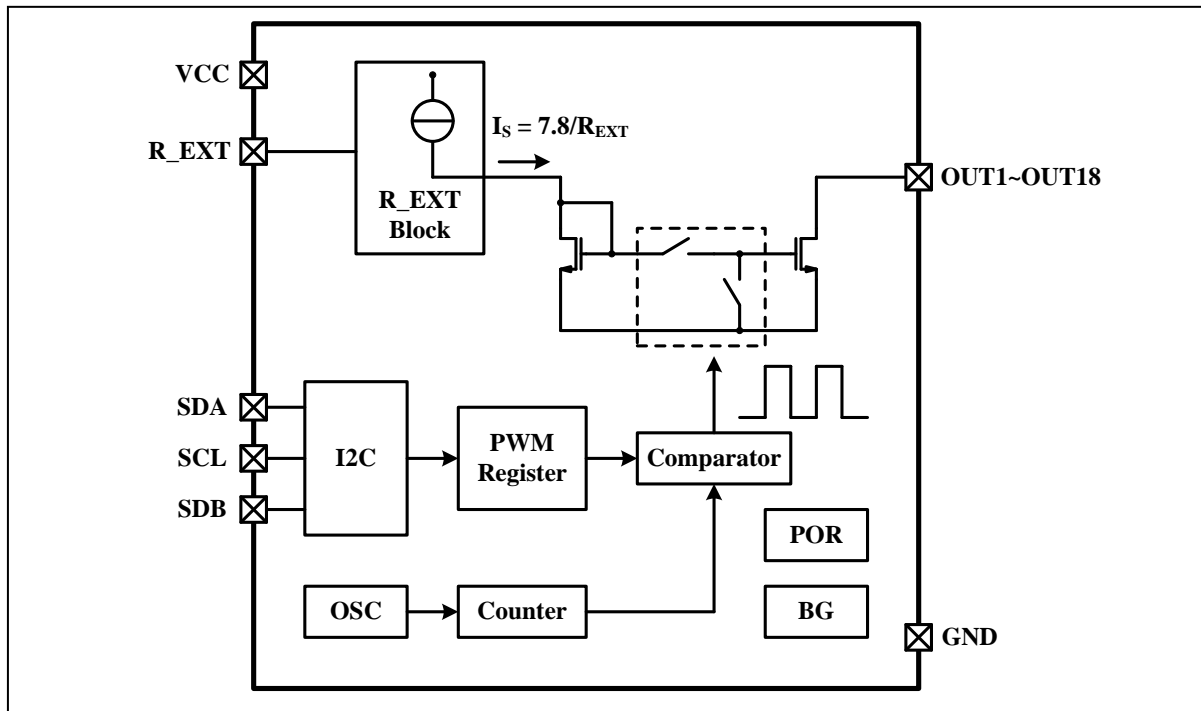 VCC
R_EXT
I_S = 7.8/R_EXT
R_EXT
Block
OUT1~OUT18
SDA
SCL
SDB
I2C
PWM
Register
Comparator
POR
OSC
Counter
BG
GND